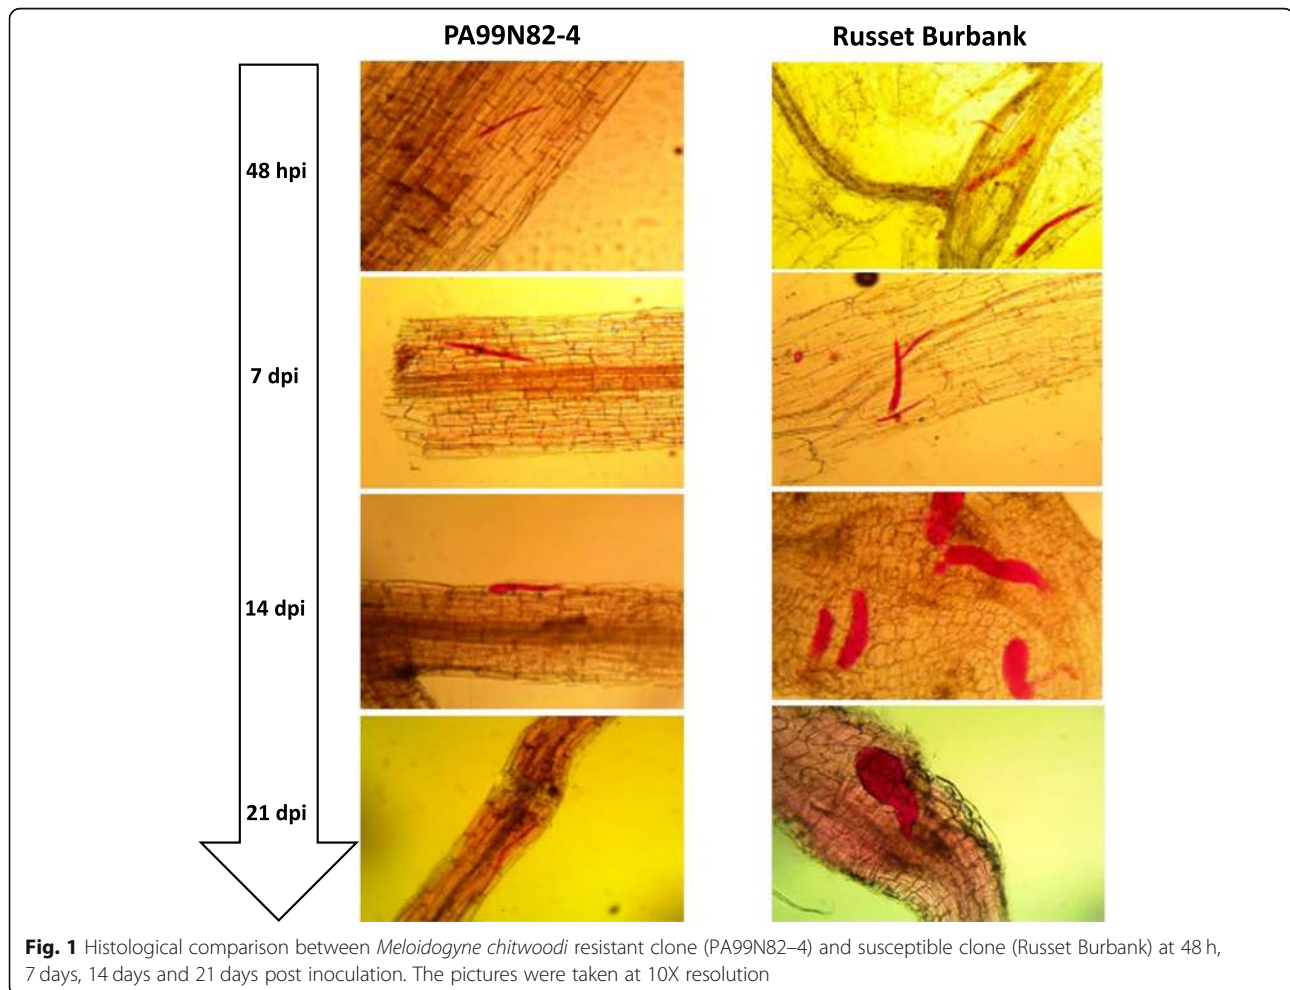 PA99N82-4
Russet Burbank
48 hpi
7 dpi
14 dpi
21 dpi
Fig. 1 Histological comparison between Meloidogyne chitwoodi resistant clone (PA99N82–4) and susceptible clone (Russet Burbank) at 48 h,
7 days, 14 days and 21 days post inoculation. The pictures were taken at 10X resolution